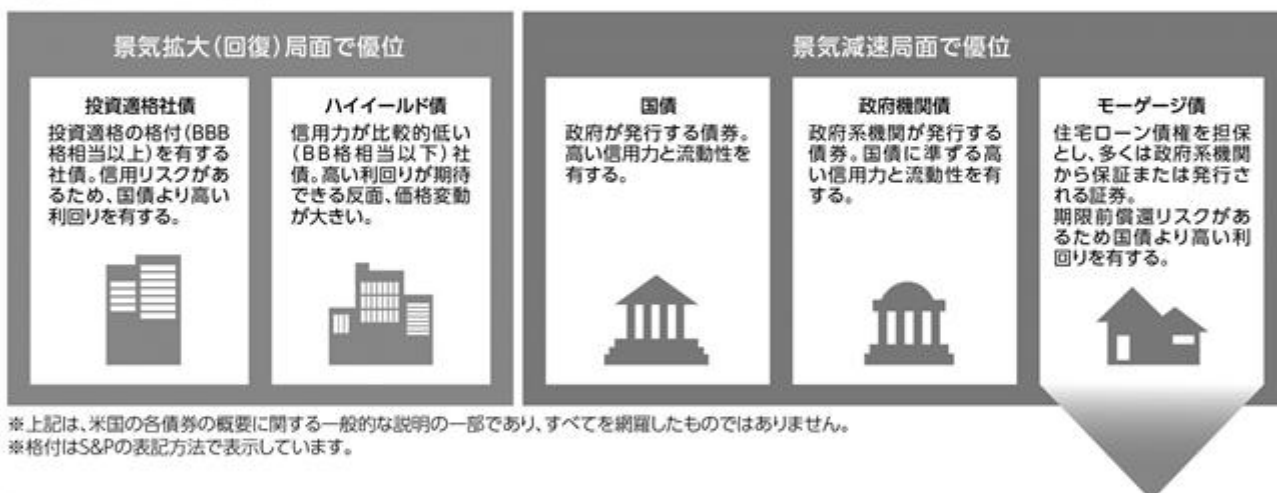 景気拡大(回復)局面で優位
投資適格社債
投資適格の格付(BBB
格相当以上)を有する
社債。信用リスクがあ
るため、国債より高い
利回りを有する。
ハイイールド債
信用力が比較的低い
(BB格相当以下)社
債。高い利回りが期待
できる反面、価格変動
が大きい。
景気減速局面で優位
国債
政府が発行する債券。
高い信用力と流動性を
有する。
政府機関債
政府系機関が発行する
債券。国債に準ずる高
い信用力と流動性を有
する。
モーゲージ債
住宅ローン債権を担保
とし、多くは政府系機関
から保証または発行さ
れる証券。
期限前償還リスクがあ
るため国債より高い利
回りを有する。
※上記は、米国の各債券の概要に関する一般的な説明の一部であり、すべてを網羅したものではありません。
※格付はS&Pの表記方法で表示しています。